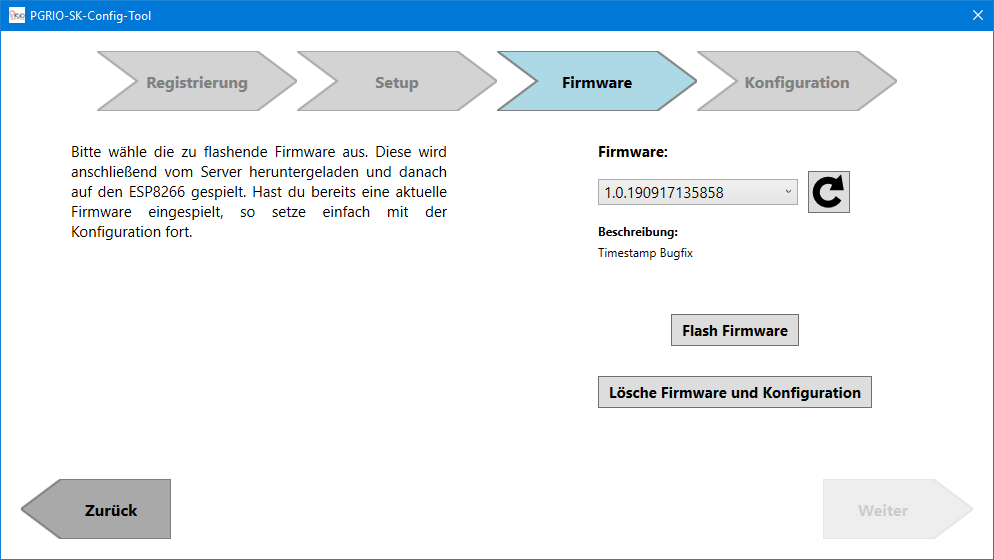 PGRIO-SK-Config-Tool
Registrierung
Setup
Firmware
Konfiguration
Bitte wähle die zu flashende Firmware aus. Diese wird
anschließend vom Server heruntergeladen und danach
auf den ESP8266 gespielt. Hast du bereits eine aktuelle
Firmware eingespielt, so setze einfach mit der
Konfiguration fort.
Firmware:
1.0.190917135858
Beschreibung:
Timestamp Bugfix
Flash Firmware
Lösche Firmware und Konfiguration
Zurück
Weiter